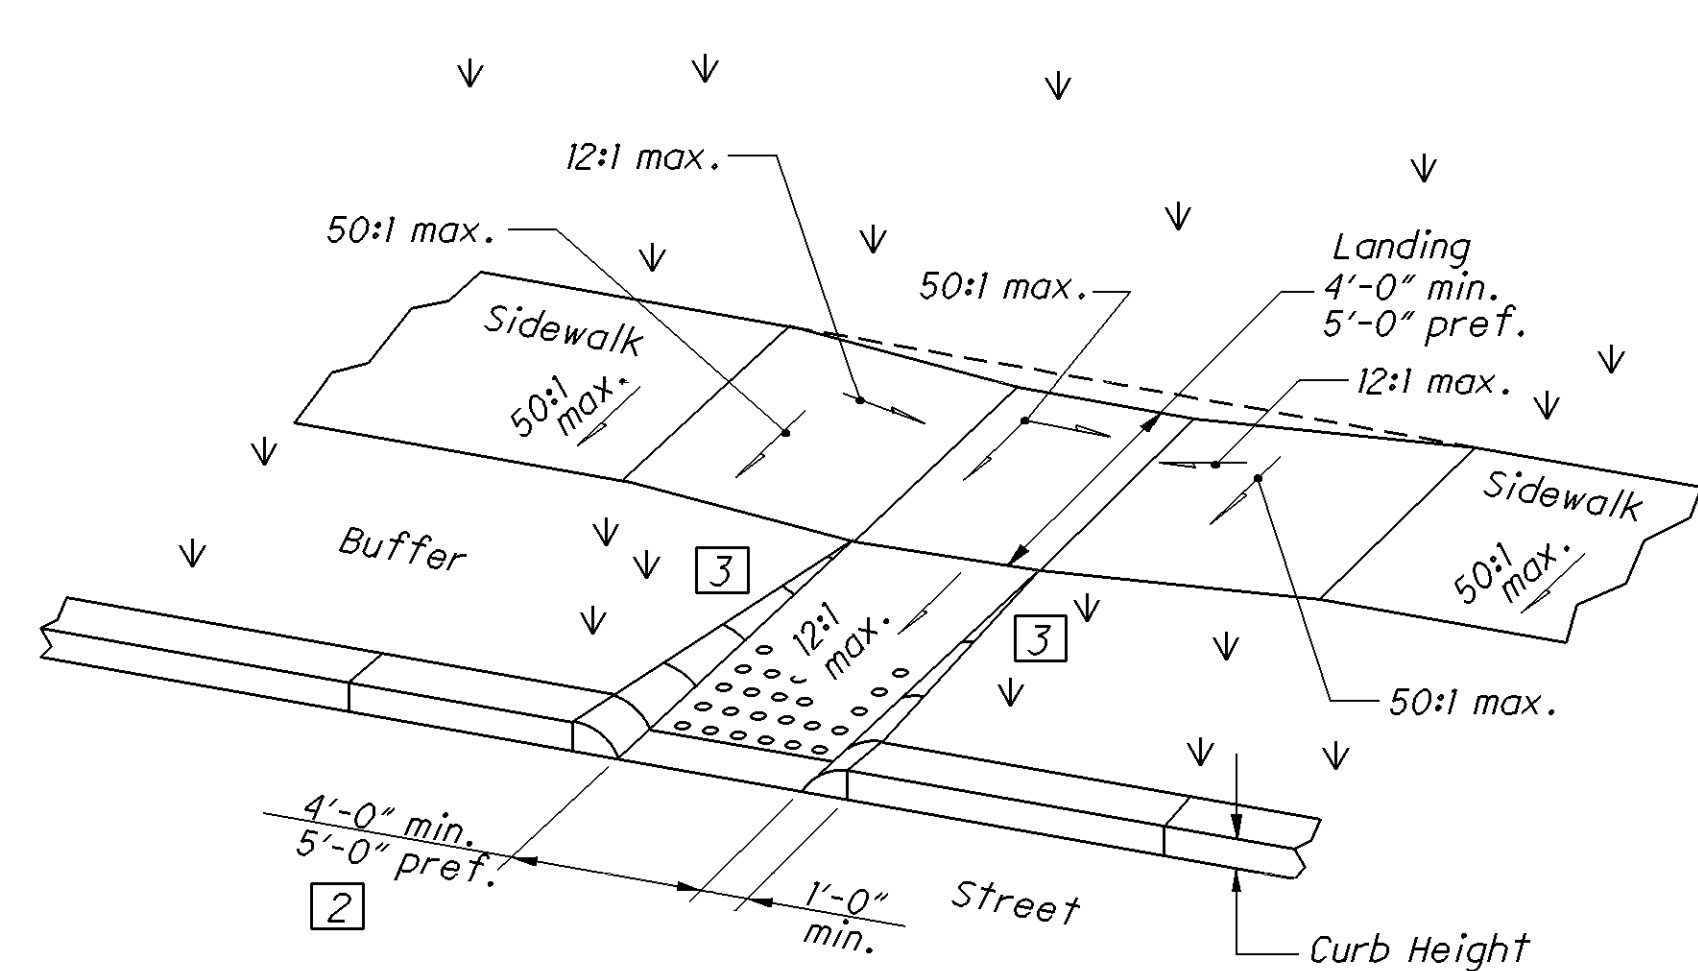 12:1 max.
50:1 max.
Landing
4'-0" min.
5'-0" pref.
50:1 max.
Sidewalk
50:1
max.
12:1 max.
Sidewalk
50:1
max.
Buffer
3
12:1
max.
3
50:1 max.
4'-0" min.
5'-0" pref.
2
1'-0"
min.
Street
Curb Height